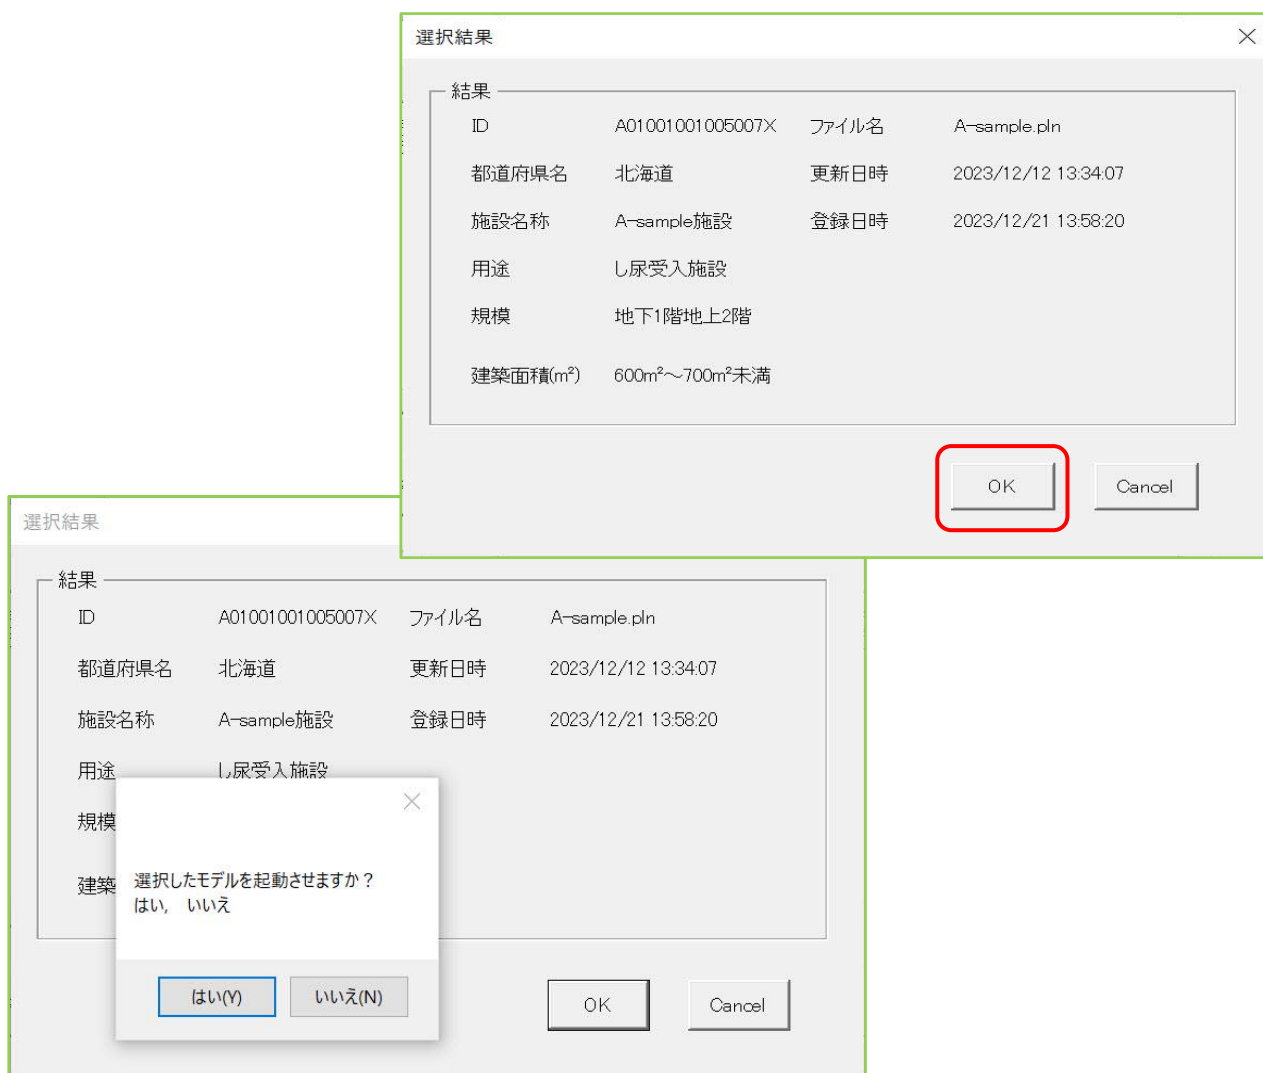 選択結果
結果
ID A01001001005007X ファイル名 A-sample.pln
都道府県名 北海道 更新日時 2023/12/12 13:34:07
施設名称 A-sample施設 登録日時 2023/12/21 13:58:20
用途 し尿受入施設
規模 地下1階地上2階
建築面積(m²) 600m²～700m²未満
OK Cancel
選択結果
結果
ID A01001001005007X ファイル名 A-sample.pln
都道府県名 北海道 更新日時 2023/12/12 13:34:07
施設名称 A-sample施設 登録日時 2023/12/21 13:58:20
用途 し尿受入施設
規模
建築
選択したモデルを起動させますか？
はい, いいえ
はい(Y) いいえ(N)
OK Cancel